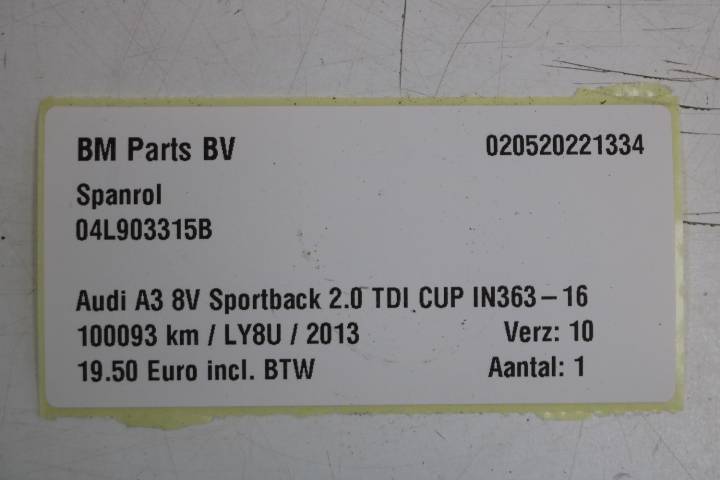 BM Parts BV 020520221334
Spanrol
04L903315B
Audi A3 8V Sportback 2.0 TDI CUP IN363-16
100093 km / LY8U / 2013 Verz: 10
19.50 Euro incl. BTW Aantal: 1